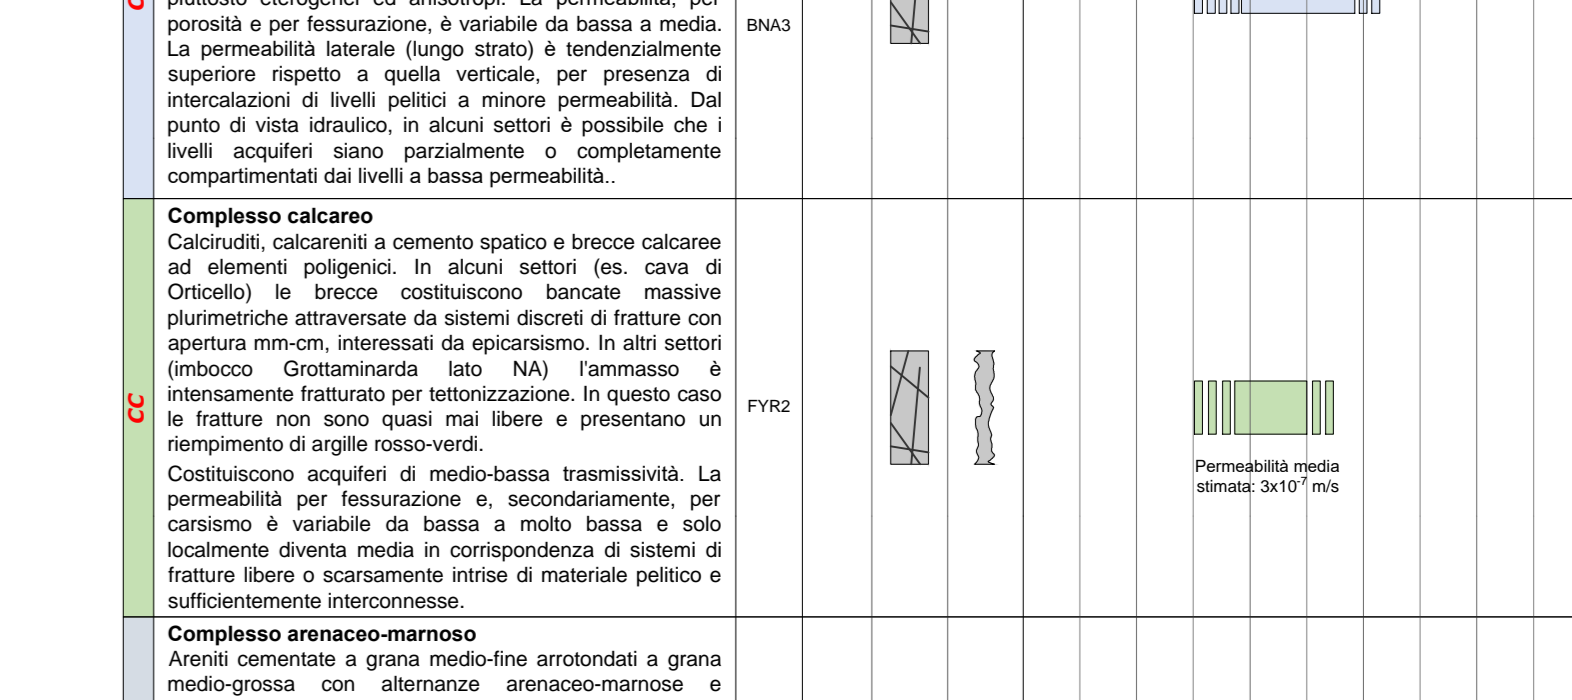 piuttosto eterogenei ed anisotropi. La permeabilità, per
porosità e per fessurazione, è variabile da bassa a media.
La permeabilità laterale (lungo strato) è tendenzialmente
superiore rispetto a quella verticale, per presenza di
intercalazioni di livelli pelitici a minore permeabilità. Dal
punto di vista idraulico, in alcuni settori è possibile che i
livelli acquiferi siano parzialmente o completamente
compartimentati dai livelli a bassa permeabilità..
BNA3
CC
Complesso calcareo
Calciruditi, calcareniti a cemento spatico e brecce calcaree
ad elementi poligenici. In alcuni settori (es. cava di
Orticello) le brecce costituiscono bancate massive
plurimetriche attraversate da sistemi discreti di fratture con
apertura mm-cm, interessati da epicarsismo. In altri settori
(imbocco Grottaminarda lato NA) l'ammasso è
intensamente fratturato per tettonizzazione. In questo caso
le fratture non sono quasi mai libere e presentano un
riempimento di argille rosso-verdi.
Costituiscono acquiferi di medio-bassa trasmissività. La
permeabilità per fessurazione e, secondariamente, per
carsismo è variabile da bassa a molto bassa e solo
localmente diventa media in corrispondenza di sistemi di
fratture libere o scarsamente intrise di materiale pelitico e
sufficientemente interconnesse.
FYR2
Permeabilità media
stimata: 3x10⁻⁷ m/s
Complesso arenaceo-marnoso
Areniti cementate a grana medio-fine arrotondati a grana
medio-grossa con alternanze arenaceo-marnose e